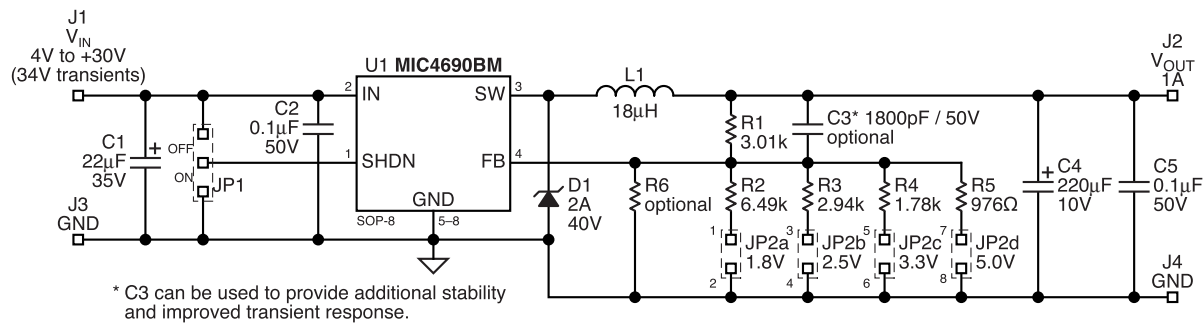 J1
VIN
4V to +30V
(34V transients)
C1
22μF
35V
+
J3
GND
OFF
ON
JP1
C2
0.1μF
50V
U1 MIC4690BM
2
IN
SW
3
1
SHDN
FB
4
GND
SOP-8
5–8
D1
2A
40V
L1
18μH
R1
3.01k
C3* 1800pF / 50V
optional
R6
optional
R2
6.49k
R3
2.94k
R4
1.78k
R5
976Ω
1
JP2a
1.8V
2
3
JP2b
2.5V
4
5
JP2c
3.3V
6
7
JP2d
5.0V
8
+
C4
220μF
10V
C5
0.1μF
50V
J2
VOUT
1A
J4
GND
* C3 can be used to provide additional stability
and improved transient response.